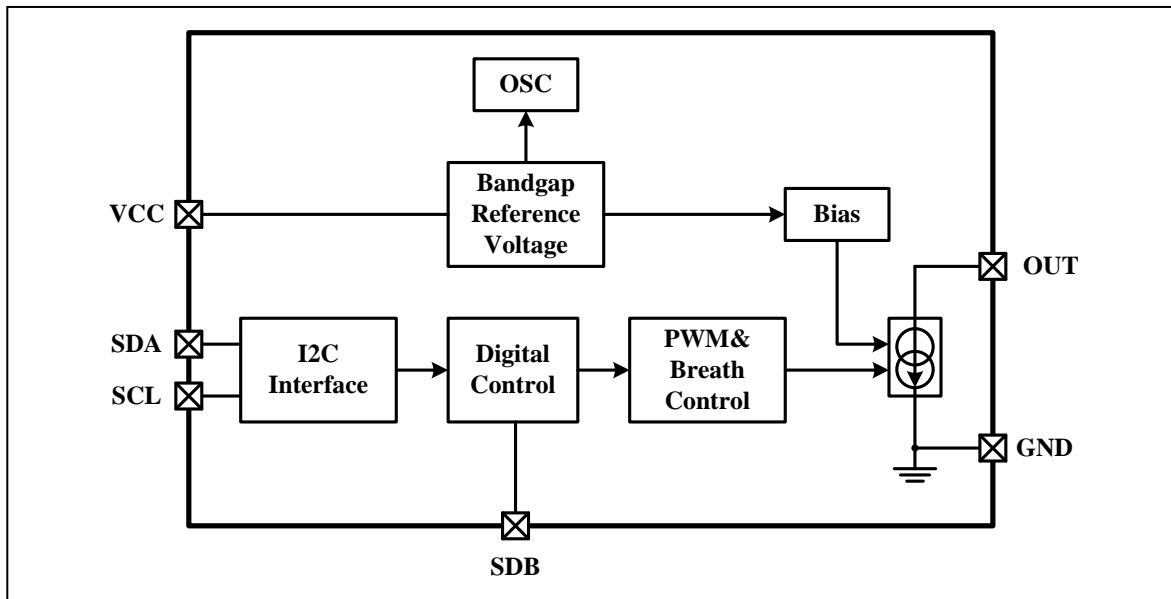 OSC
Bandgap
Reference
Voltage
VCC
Bias
OUT
SDA
SCL
I2C
Interface
Digital
Control
PWM&
Breath
Control
GND
SDB